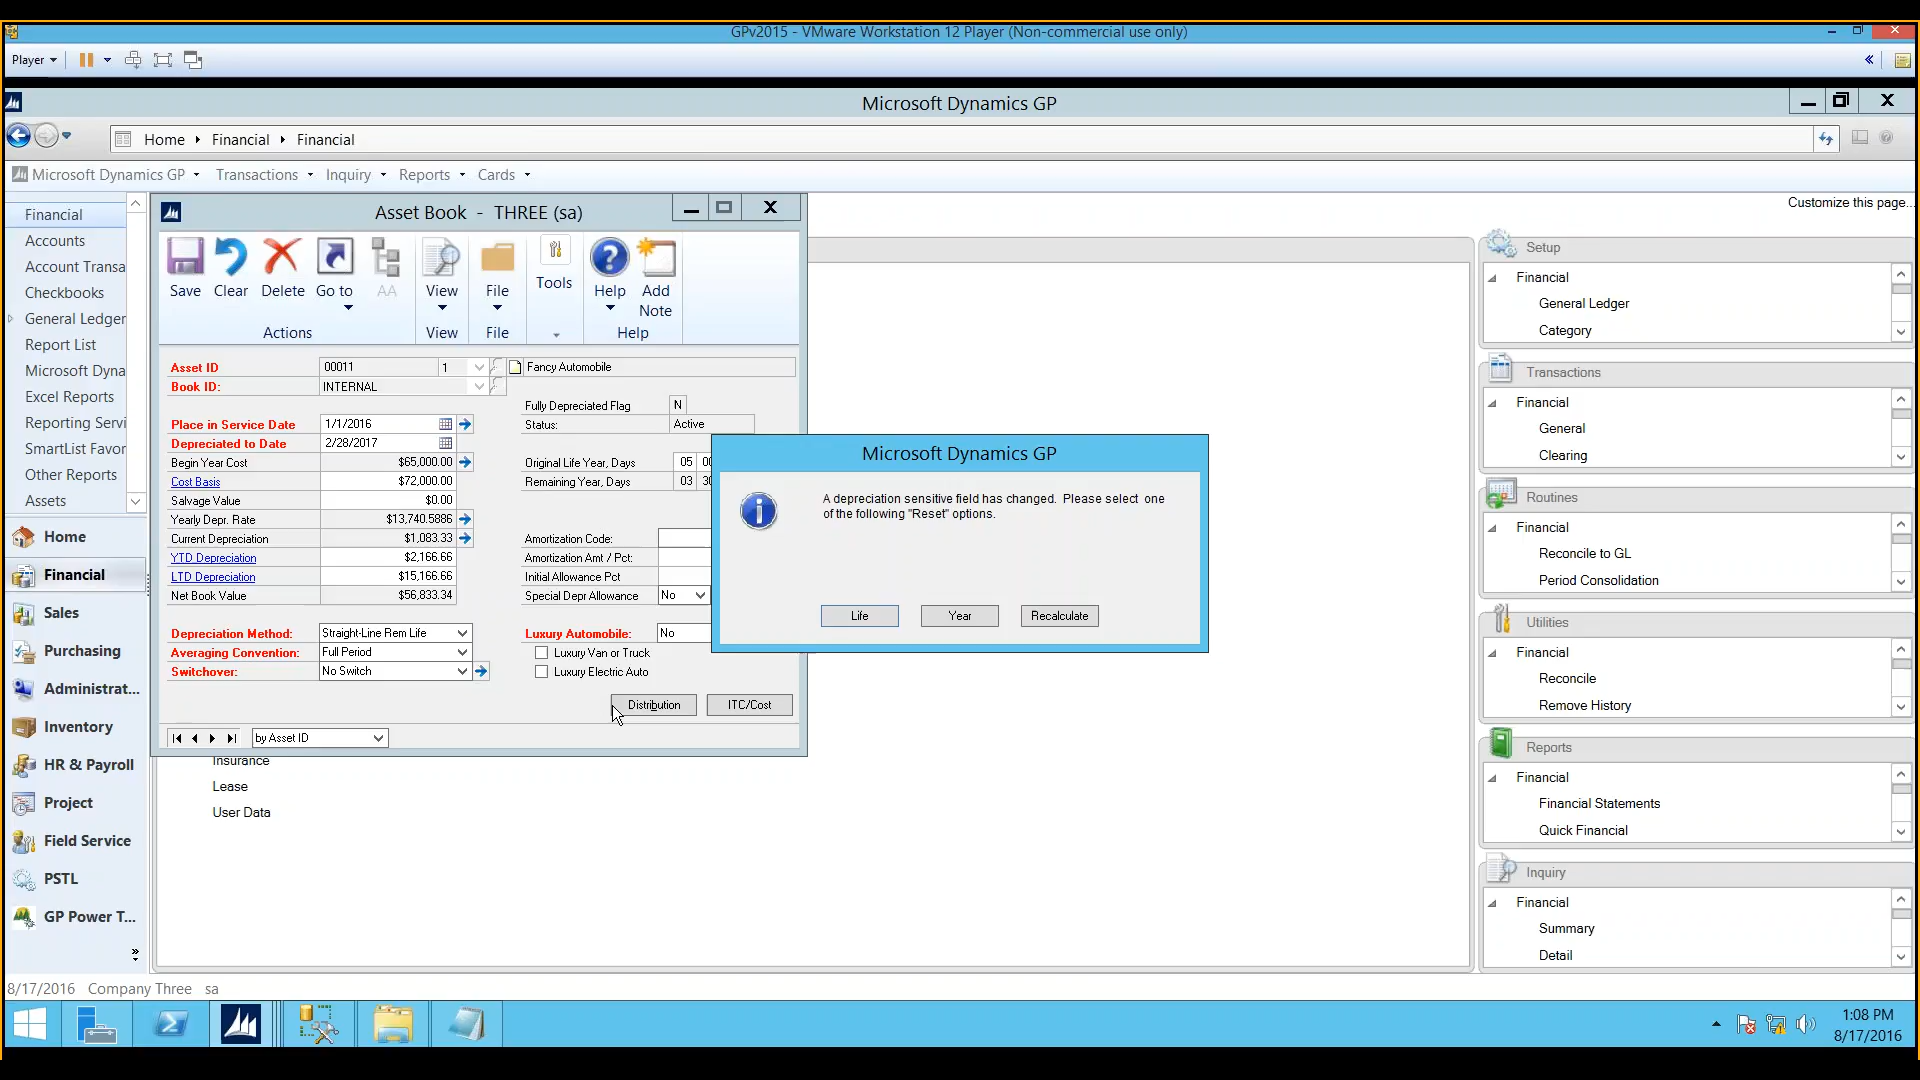 GPv2015 - VMware Workstation 12 Player (Non-commercial use only)
Player
Microsoft Dynamics GP
Home Financial Financial
Microsoft Dynamics GP Transactions Inquiry Reports Cards
Customize this page...
Financial
Accounts
Account Transa
Checkbooks
General Ledger
Report List
Microsoft Dyna
Excel Reports
Reporting Servi
SmartList Favor
Other Reports
Assets
Home
Financial
Sales
Purchasing
Administrat...
Inventory
HR & Payroll
Project
Field Service
PSTL
GP Power T...
Asset Book - THREE (sa)
Save Clear Delete Go to AA View File Tools Help Add Note
Actions View File Help
Asset ID 00011 1 Fancy Automobile
Book ID: INTERNAL
Fully Depreciated Flag N
Place in Service Date 1/1/2016 Status: Active
Depreciated to Date 2/28/2017
Begin Year Cost $65,000.00 Original Life Year, Days 05
Cost Basis $72,000.00 Remaining Year, Days 03
Salvage Value $0.00
Yearly Depr. Rate $13,740.5886
Current Depreciation $1,083.33 Amortization Code:
YTD Depreciation $2,166.66 Amortization Amt / Pct:
LTD Depreciation $15,166.66 Initial Allowance Pct
Net Book Value $56,833.34 Special Depr Allowance No
Depreciation Method: Straight-Line Rem Life Luxury Automobile: No
Averaging Convention: Full Period Luxury Van or Truck
Switchover: No Switch Luxury Electric Auto
Distribution ITC/Cost
by Asset ID
Insurance
Lease
User Data
Microsoft Dynamics GP
A depreciation sensitive field has changed. Please select one
of the following "Reset" options.
Life Year Recalculate
Setup
Financial
General Ledger
Category
Transactions
Financial
General
Clearing
Routines
Financial
Reconcile to GL
Period Consolidation
Utilities
Financial
Reconcile
Remove History
Reports
Financial
Financial Statements
Quick Financial
Inquiry
Financial
Summary
Detail
8/17/2016 Company Three sa
1:08 PM
8/17/2016